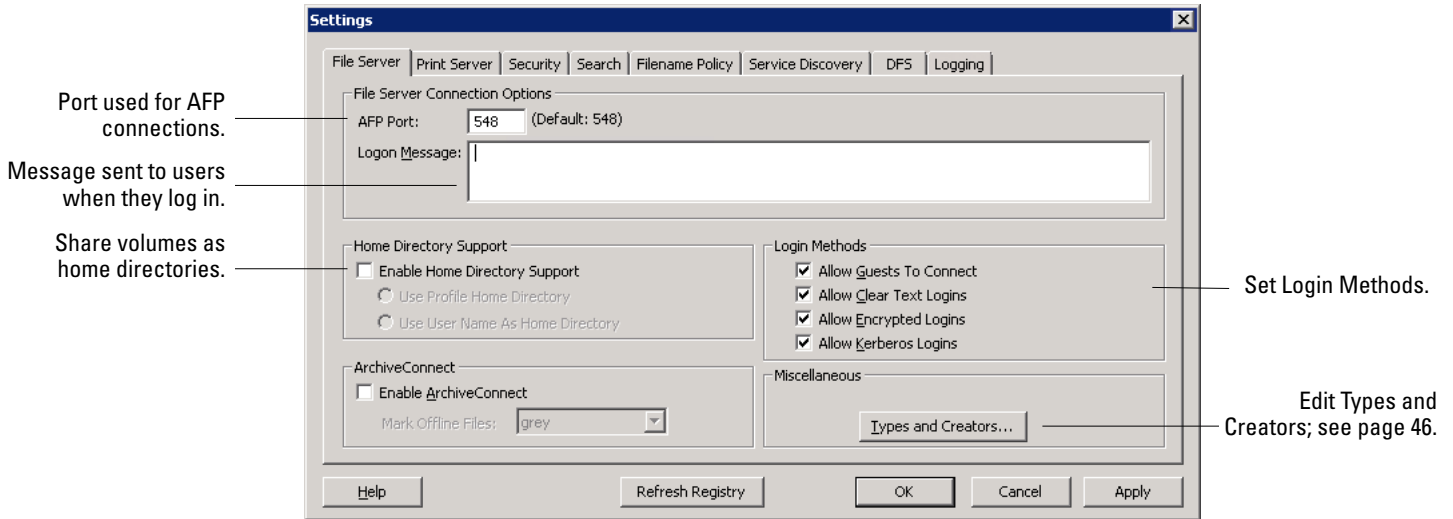 Settings
File Server
Print Server
Security
Search
Filename Policy
Service Discovery
DFS
Logging
File Server Connection Options
AFP Port:
548
(Default: 548)
Logon Message:
Port used for AFP
connections.
Message sent to users
when they log in.
Share volumes as
home directories.
Home Directory Support
Enable Home Directory Support
Use Profile Home Directory
Use User Name As Home Directory
Login Methods
Allow Guests To Connect
Allow Clear Text Logins
Allow Encrypted Logins
Allow Kerberos Logins
Set Login Methods.
ArchiveConnect
Enable ArchiveConnect
Mark Offline Files:
grey
Miscellaneous
Types and Creators...
Edit Types and
Creators; see page 46.
Help
Refresh Registry
OK
Cancel
Apply